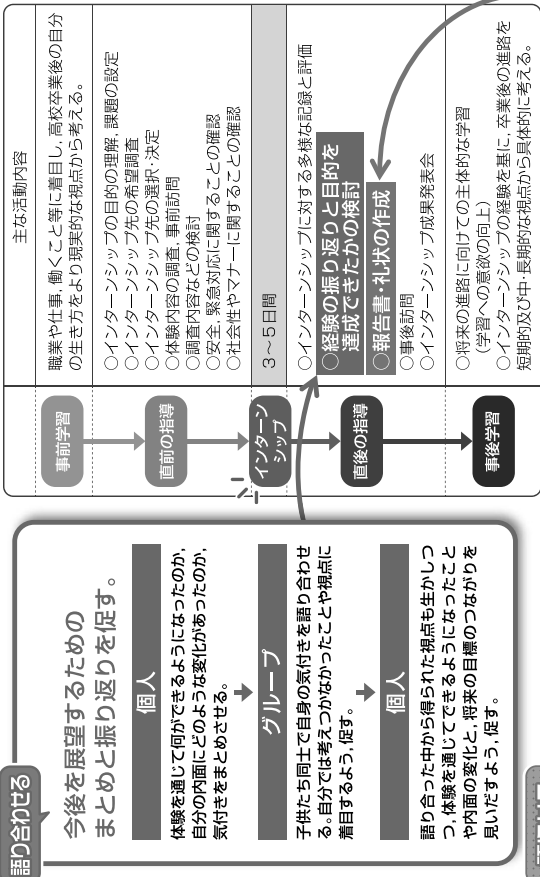 語り合わせる
今後を展望するための
まとめと振り返りを促す。
個人
体験を通じて何ができるようになったのか,
自分の内面にどのような変化があったのか,
気付きをまとめさせる。
グループ
子供たち同士で自身の気付きを語り合わせ
る。自分では考えつかなかったことや視点に
着目するよう,促す。
個人
語り合った中から得られた視点も生かしつ
つ,体験を通じてできるようになったこと
や内面の変化と,将来の目標のつながりを
見いだすよう,促す。
主な活動内容
事前学習
職業や仕事,働くこと等に着目し,高校卒業後の自分
の生き方をより現実的な視点から考える。
直前の指導
○インターンシップの目的の理解,課題の設定
○インターンシップ先の希望調査
○インターンシップ先の選択・決定
○体験内容の調査,事前訪問
○調査内容などの検討
○安全,緊急対応に関することの確認
○社会性やマナーに関することの確認
インターン
シップ
3~5日間
直後の指導
○インターンシップに対する多様な記録と評価
○経験の振り返りと目的を
達成できたかの検討
○報告書・礼状の作成
○事後訪問
○インターンシップ成果発表会
事後学習
○将来の進路に向けての主体的な学習
(学習への意欲の向上)
○インターンシップの経験を基に,卒業後の進路を
短期的及び中・長期的な視点から具体的に考える。